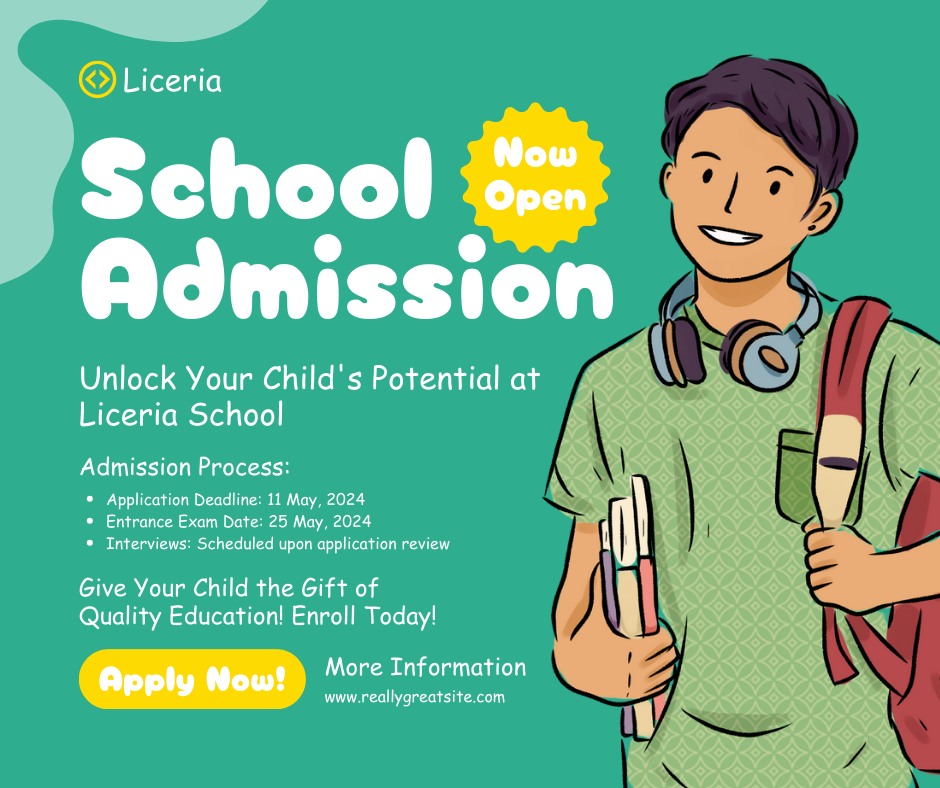 Liceria
School
Admission
Now
Open
Unlock Your Child's Potential at
Liceria School
Admission Process:
• Application Deadline: 11 May, 2024
• Entrance Exam Date: 25 May, 2024
• Interviews: Scheduled upon application review
Give Your Child the Gift of
Quality Education! Enroll Today!
Apply Now!
More Information
www.reallygreatsite.com